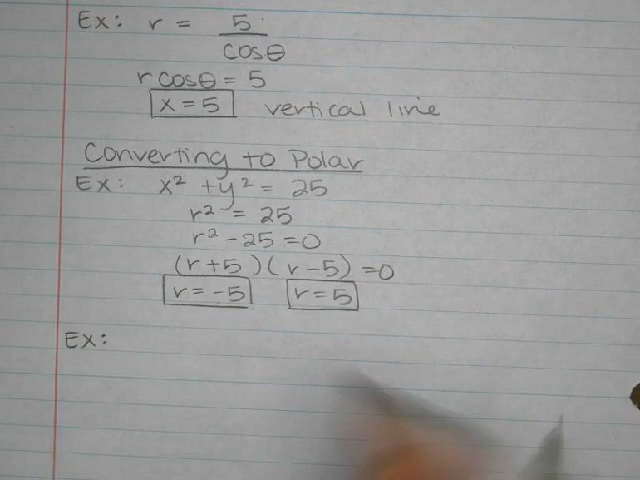 Ex: r = 5/cosθ
r cosθ = 5
x = 5 vertical line
Converting to Polar
Ex: x² + y² = 25
r² = 25
r² - 25 = 0
(r + 5)(r - 5) = 0
r = -5 r = 5
Ex: